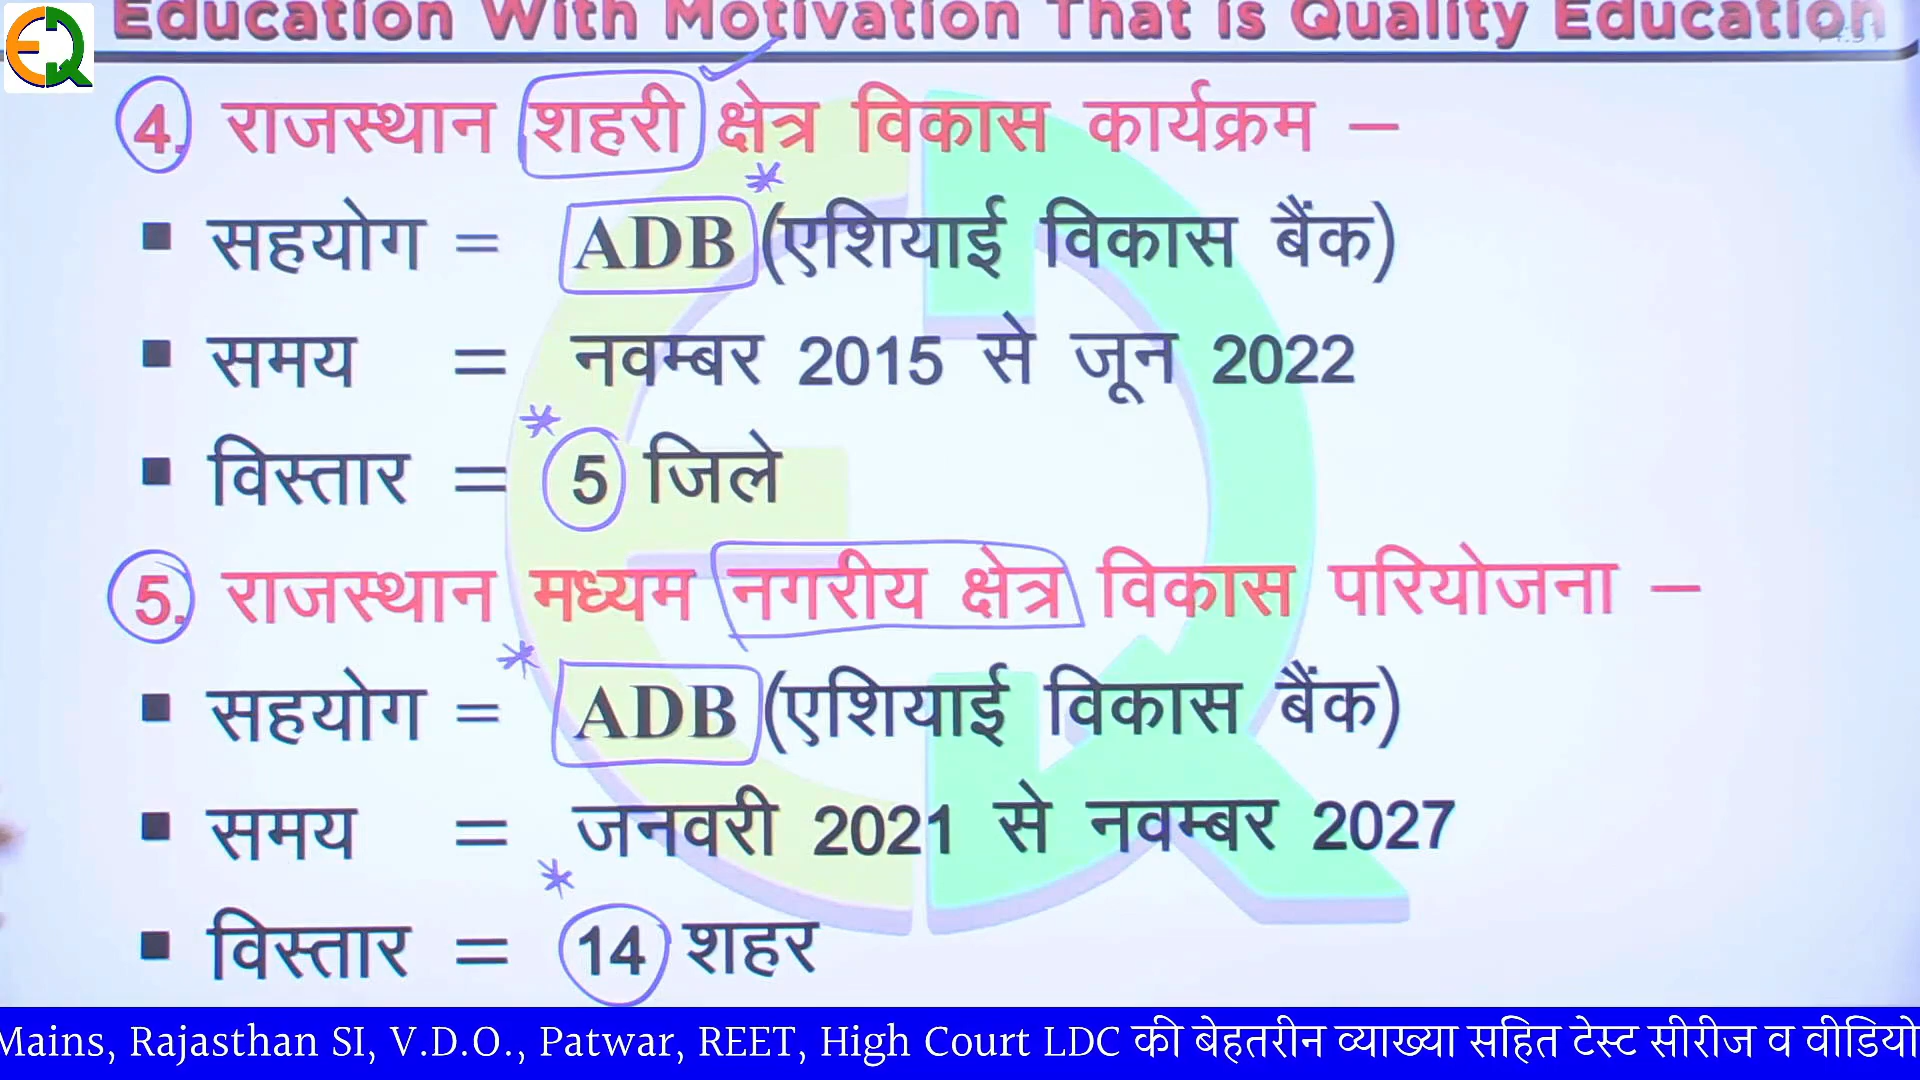 Education With Motivation That is Quality Education
4. राजस्थान शहरी क्षेत्र विकास कार्यक्रम –
▪ सहयोग = ADB (एशियाई विकास बैंक)
▪ समय = नवम्बर 2015 से जून 2022
▪ विस्तार = 5 जिले
5. राजस्थान मध्यम नगरीय क्षेत्र विकास परियोजना –
▪ सहयोग = ADB (एशियाई विकास बैंक)
▪ समय = जनवरी 2021 से नवम्बर 2027
▪ विस्तार = 14 शहर
Mains, Rajasthan SI, V.D.O., Patwar, REET, High Court LDC की बेहतरीन व्याख्या सहित टेस्ट सीरीज व वीडियो